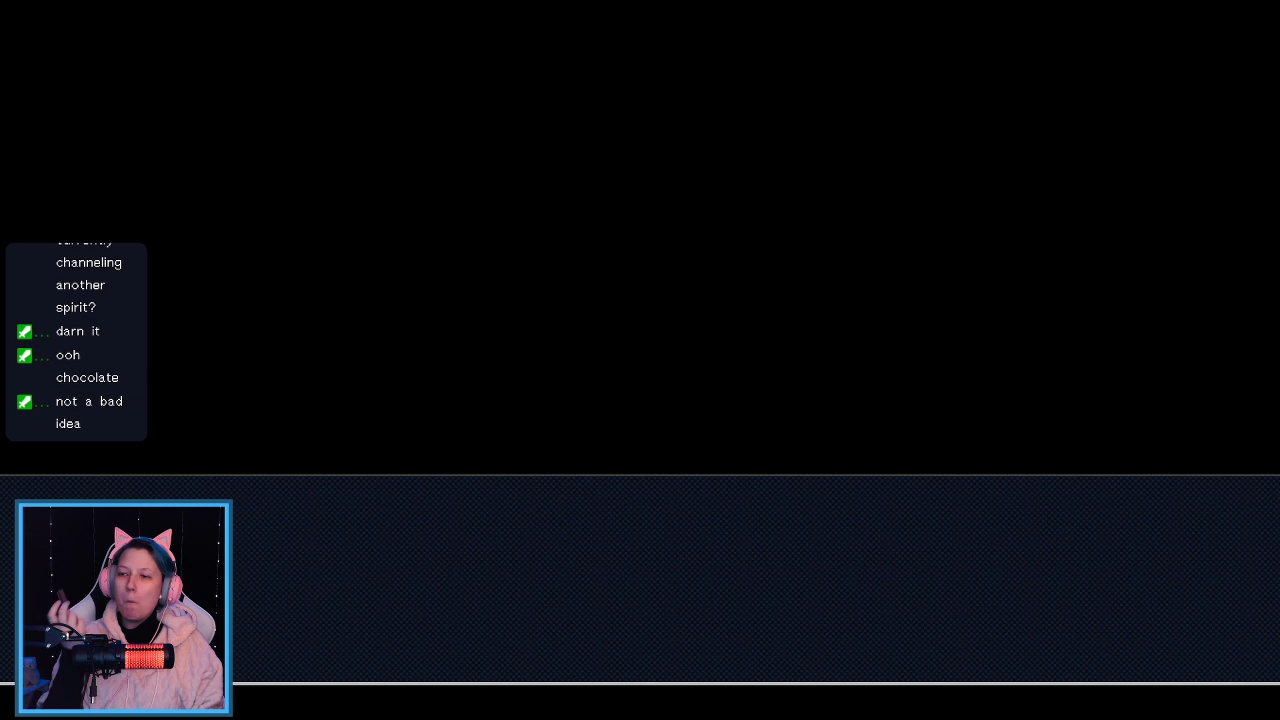 channeling
another
spirit?
... darn it
... ooh
chocolate
... not a bad
idea